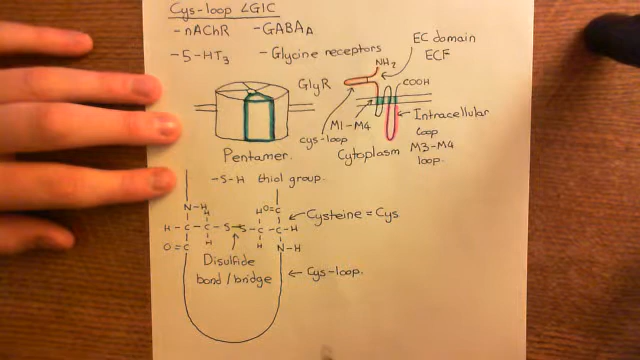 Cys-loop LGIC
-nAChR -GABAA
-5-HT3 -Glycine receptors
EC domain
ECF
NH2
GlyR
COOH
M1-M4
Intracellular
loop
M3-M4
loop.
cys-loop
Cytoplasm
Pentamer.
-S-H thiol group.
N-H
H
H-C-C-S-S-C-C-H
H
O=C
HO=C
H
N-H
Cysteine = Cys
Disulfide
bond/bridge
Cys-loop.